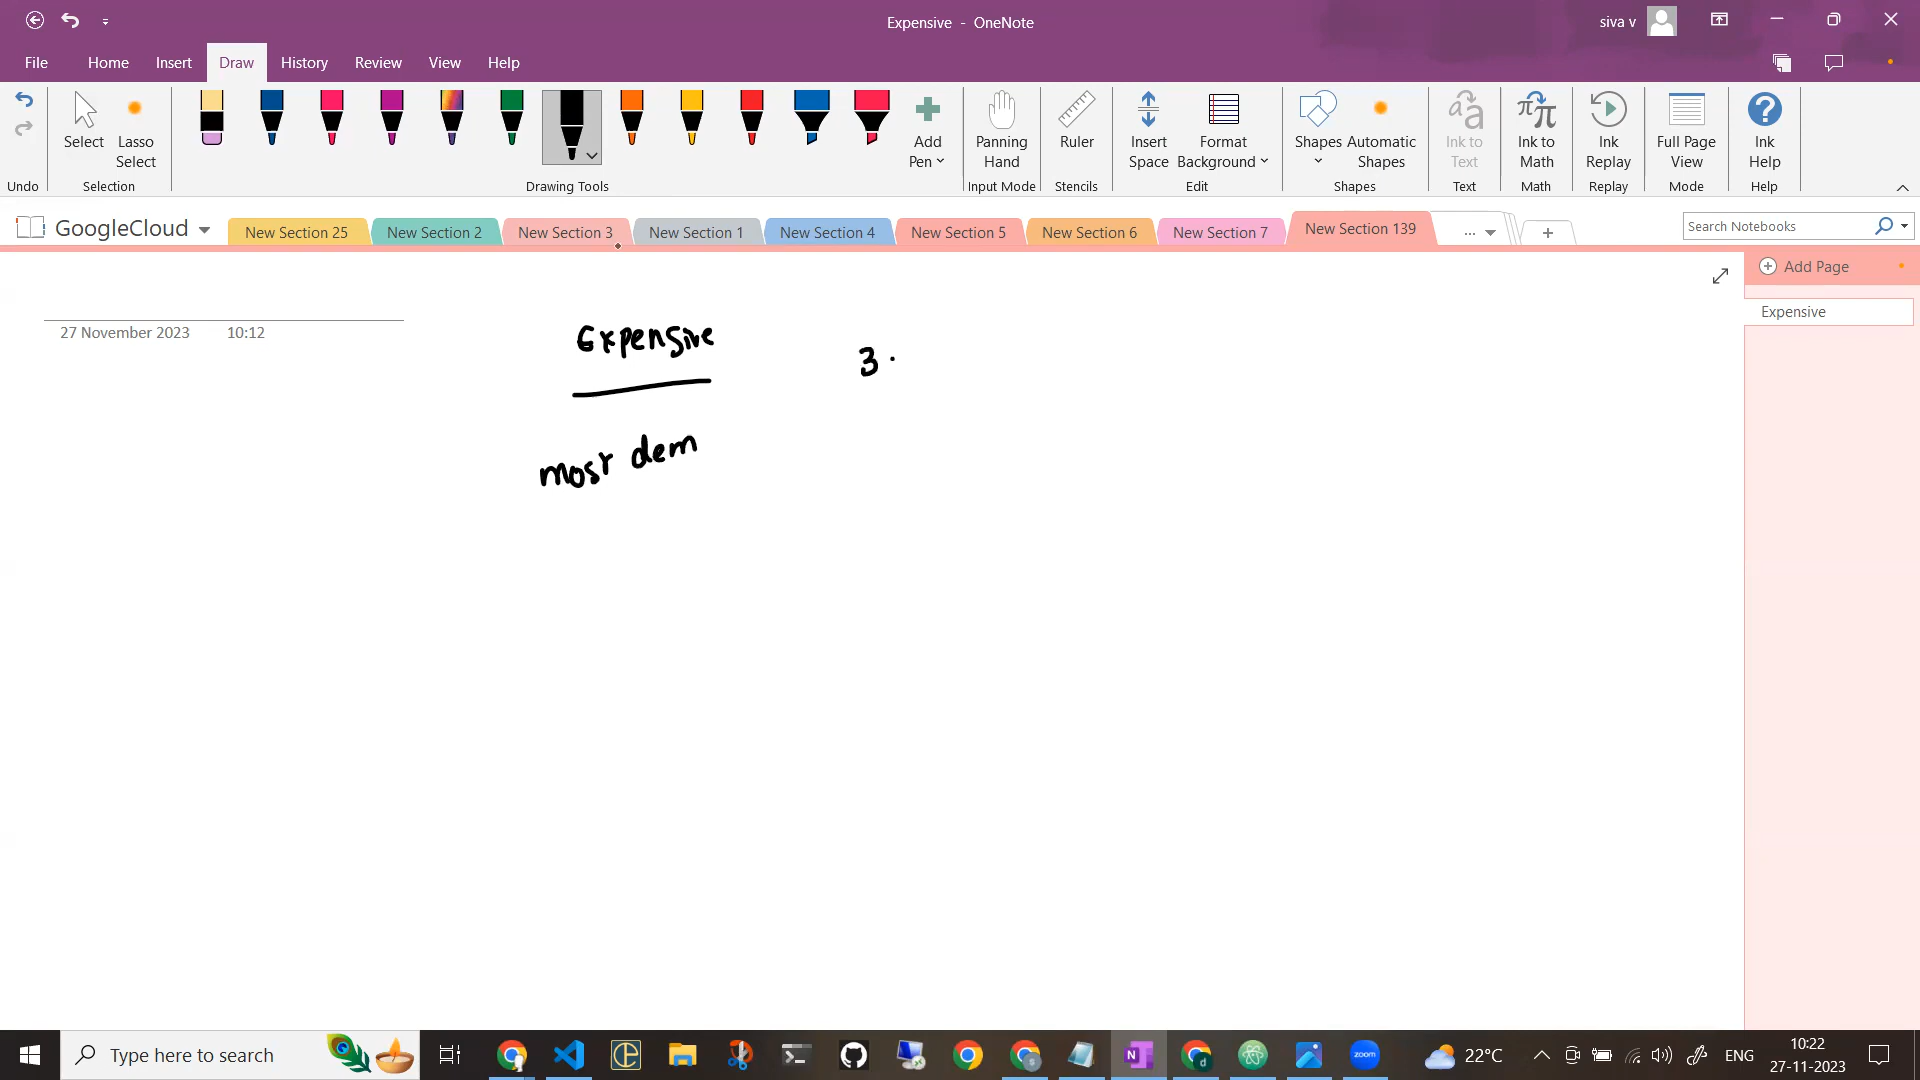 Expensive - OneNote
siva v
File Home Insert Draw History Review View Help
Select
Lasso Select
Add Pen
Panning Hand
Ruler
Insert Space
Format Background
Shapes
Automatic Shapes
Ink to Text
Ink to Math
Ink Replay
Full Page View
Ink Help
Undo Selection Drawing Tools Input Mode Stencils Edit Shapes Text Math Replay Mode Help
GoogleCloud New Section 25 New Section 2 New Section 3 New Section 1 New Section 4 New Section 5 New Section 6 New Section 7 New Section 139 ... Search Notebooks
Add Page
Expensive
27 November 2023 10:12
Expensive
3 .
most dem
Type here to search
zoom
22°C
ENG
10:22
27-11-2023